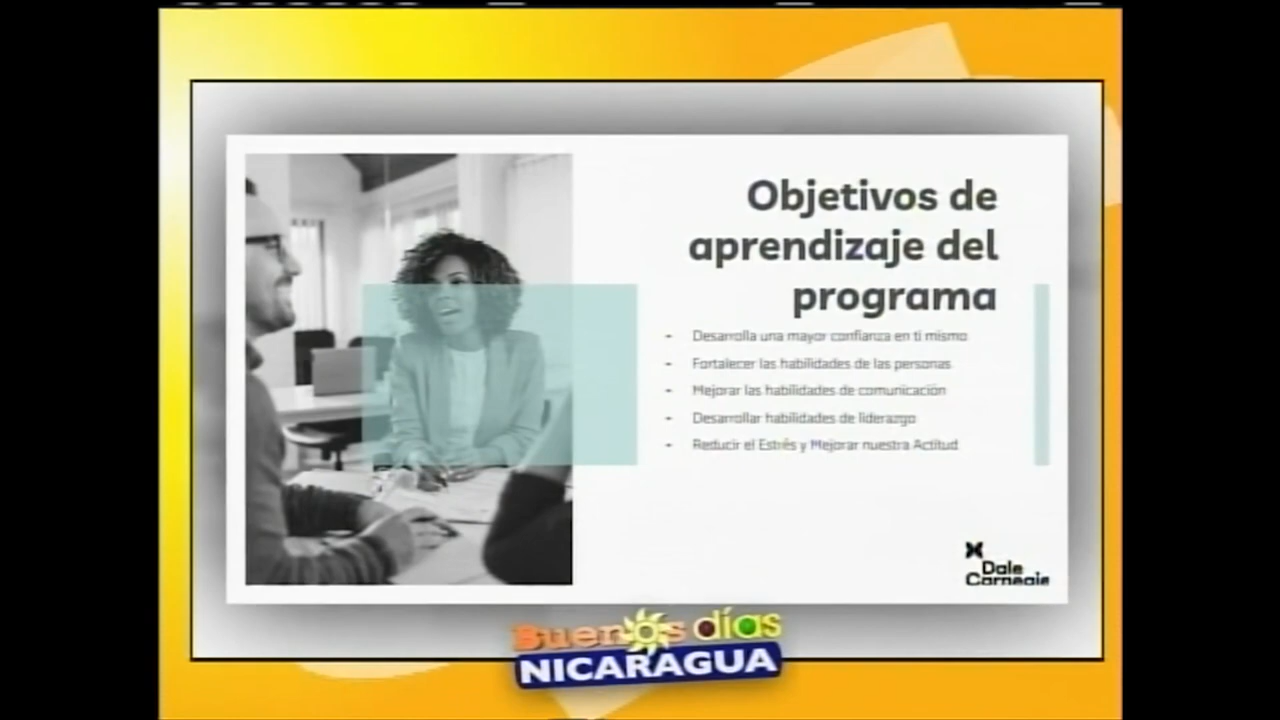 Objetivos de
aprendizaje del
programa
- Desarrolla una mayor confianza en ti mismo
- Fortalecer las habilidades de las personas
- Mejorar las habilidades de comunicación
- Desarrollar habilidades de liderazgo
- Reducir el Estrés y Mejorar nuestra Actitud
Dale
Carnegie
Buenos días
NICARAGUA